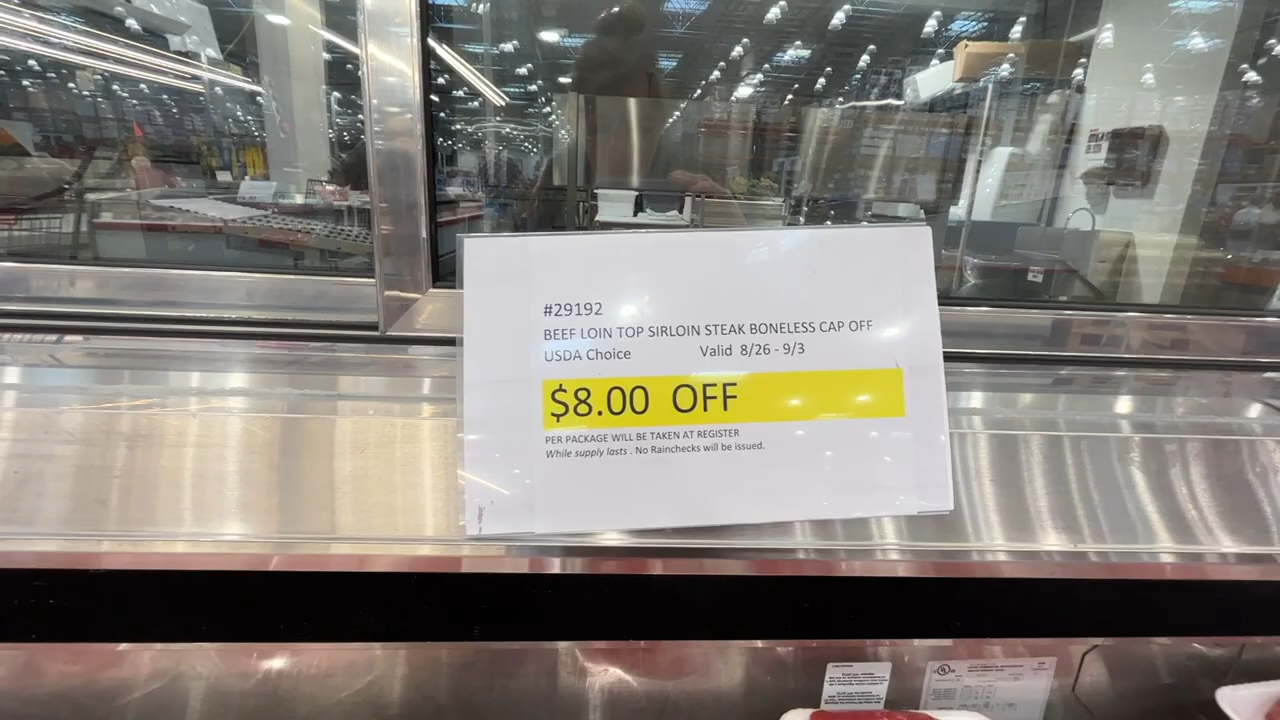 #29192
BEEF LOIN TOP SIRLOIN STEAK BONELESS CAP OFF
USDA Choice Valid 8/26 - 9/3
$8.00 OFF
PER PACKAGE WILL BE TAKEN AT REGISTER
While supply lasts . No Rainchecks will be issued.